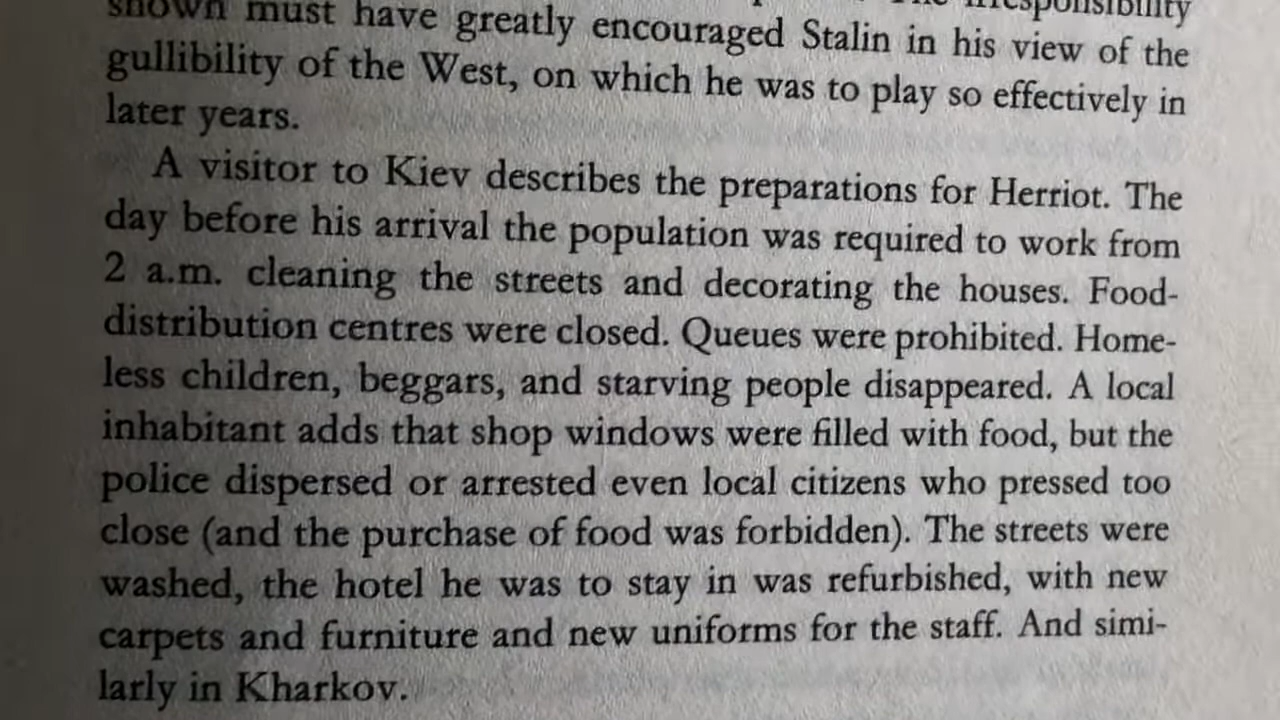 shown must have greatly encouraged Stalin in his view of the
gullibility of the West, on which he was to play so effectively in
later years.
A visitor to Kiev describes the preparations for Herriot. The
day before his arrival the population was required to work from
2 a.m. cleaning the streets and decorating the houses. Food-
distribution centres were closed. Queues were prohibited. Home-
less children, beggars, and starving people disappeared. A local
inhabitant adds that shop windows were filled with food, but the
police dispersed or arrested even local citizens who pressed too
close (and the purchase of food was forbidden). The streets were
washed, the hotel he was to stay in was refurbished, with new
carpets and furniture and new uniforms for the staff. And simi-
larly in Kharkov.